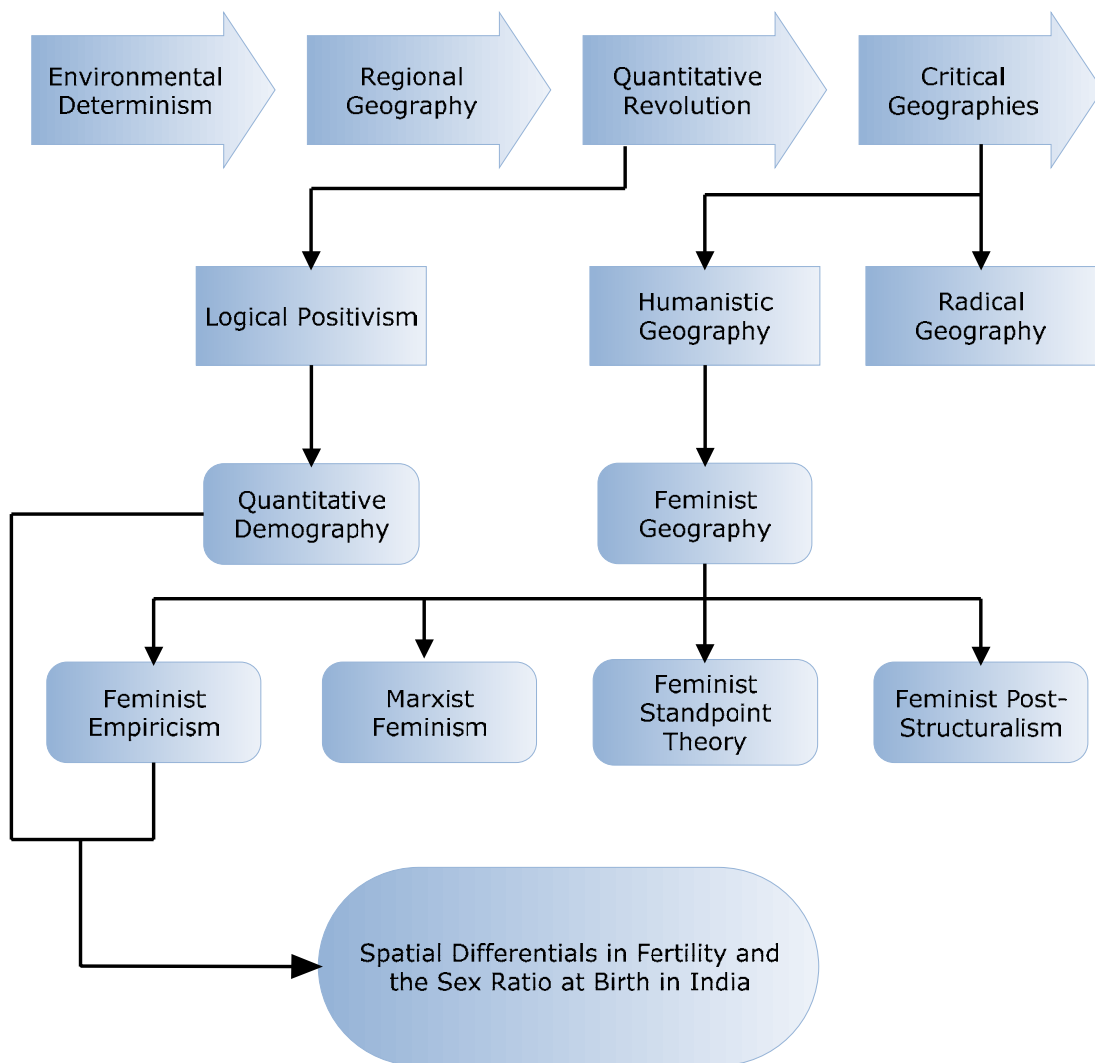 Environmental
Determinism
Regional
Geography
Quantitative
Revolution
Critical
Geographies
Logical Positivism
Humanistic
Geography
Radical
Geography
Quantitative
Demography
Feminist
Geography
Feminist
Empiricism
Marxist
Feminism
Feminist
Standpoint
Theory
Feminist Post-
Structuralism
Spatial Differentials in Fertility and
the Sex Ratio at Birth in India